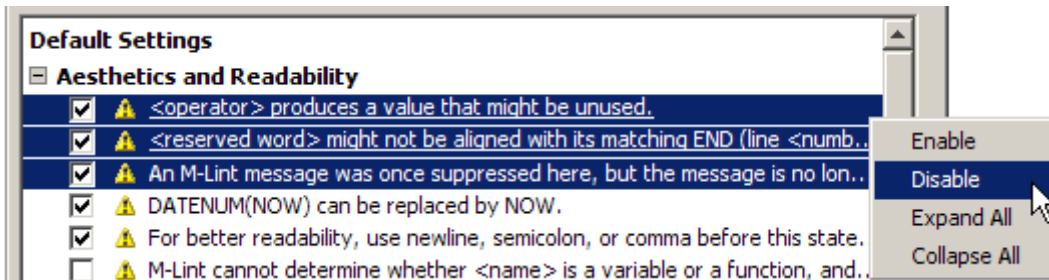 Default Settings
Aesthetics and Readability
<operator> produces a value that might be unused.
<reserved word> might not be aligned with its matching END (line <numb..
An M-Lint message was once suppressed here, but the message is no lon..
DATENUM(NOW) can be replaced by NOW.
For better readability, use newline, semicolon, or comma before this state.
M-Lint cannot determine whether <name> is a variable or a function, and..
Enable
Disable
Expand All
Collapse All